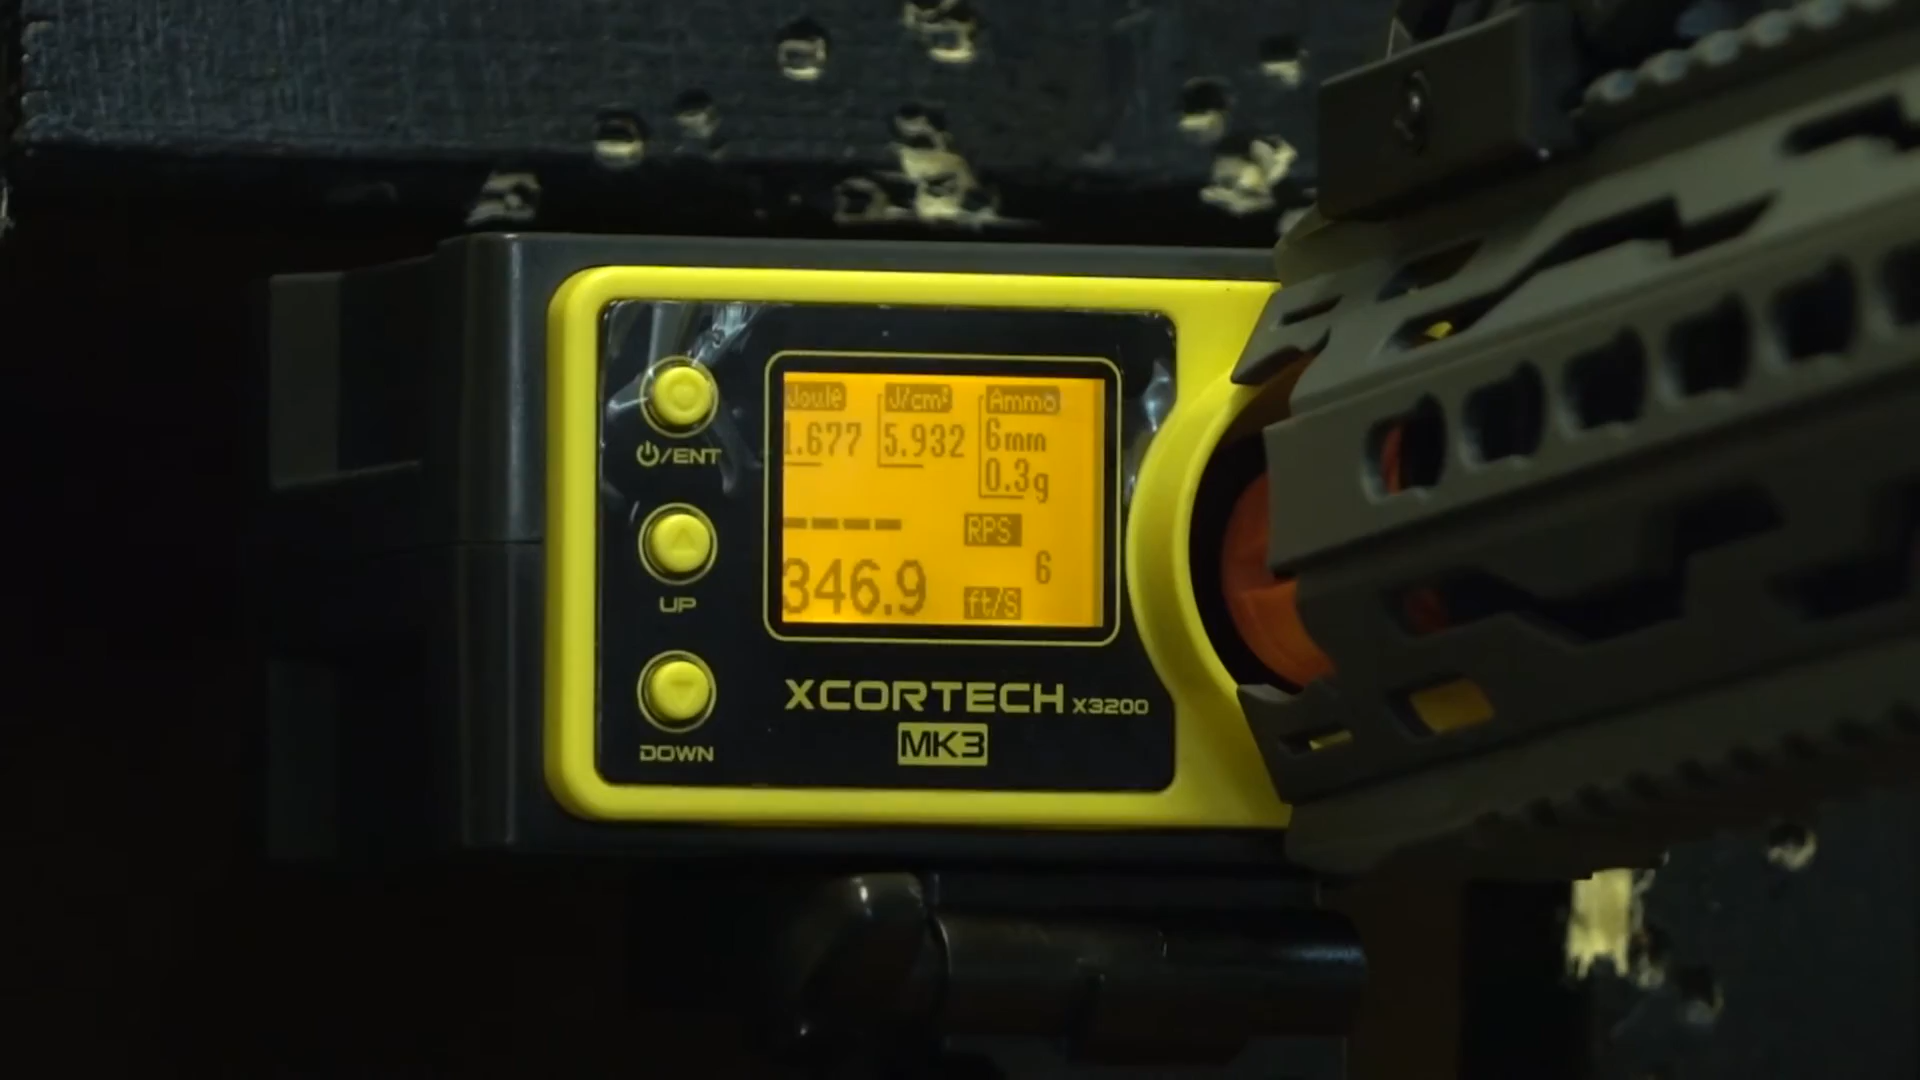 Joule J/cm² Ammo
1.677 5.932 6mm
0.3g
---- RPS
6
346.9 ft/s
⏻/ENT
UP
DOWN
XCORTECH X3200
MK3